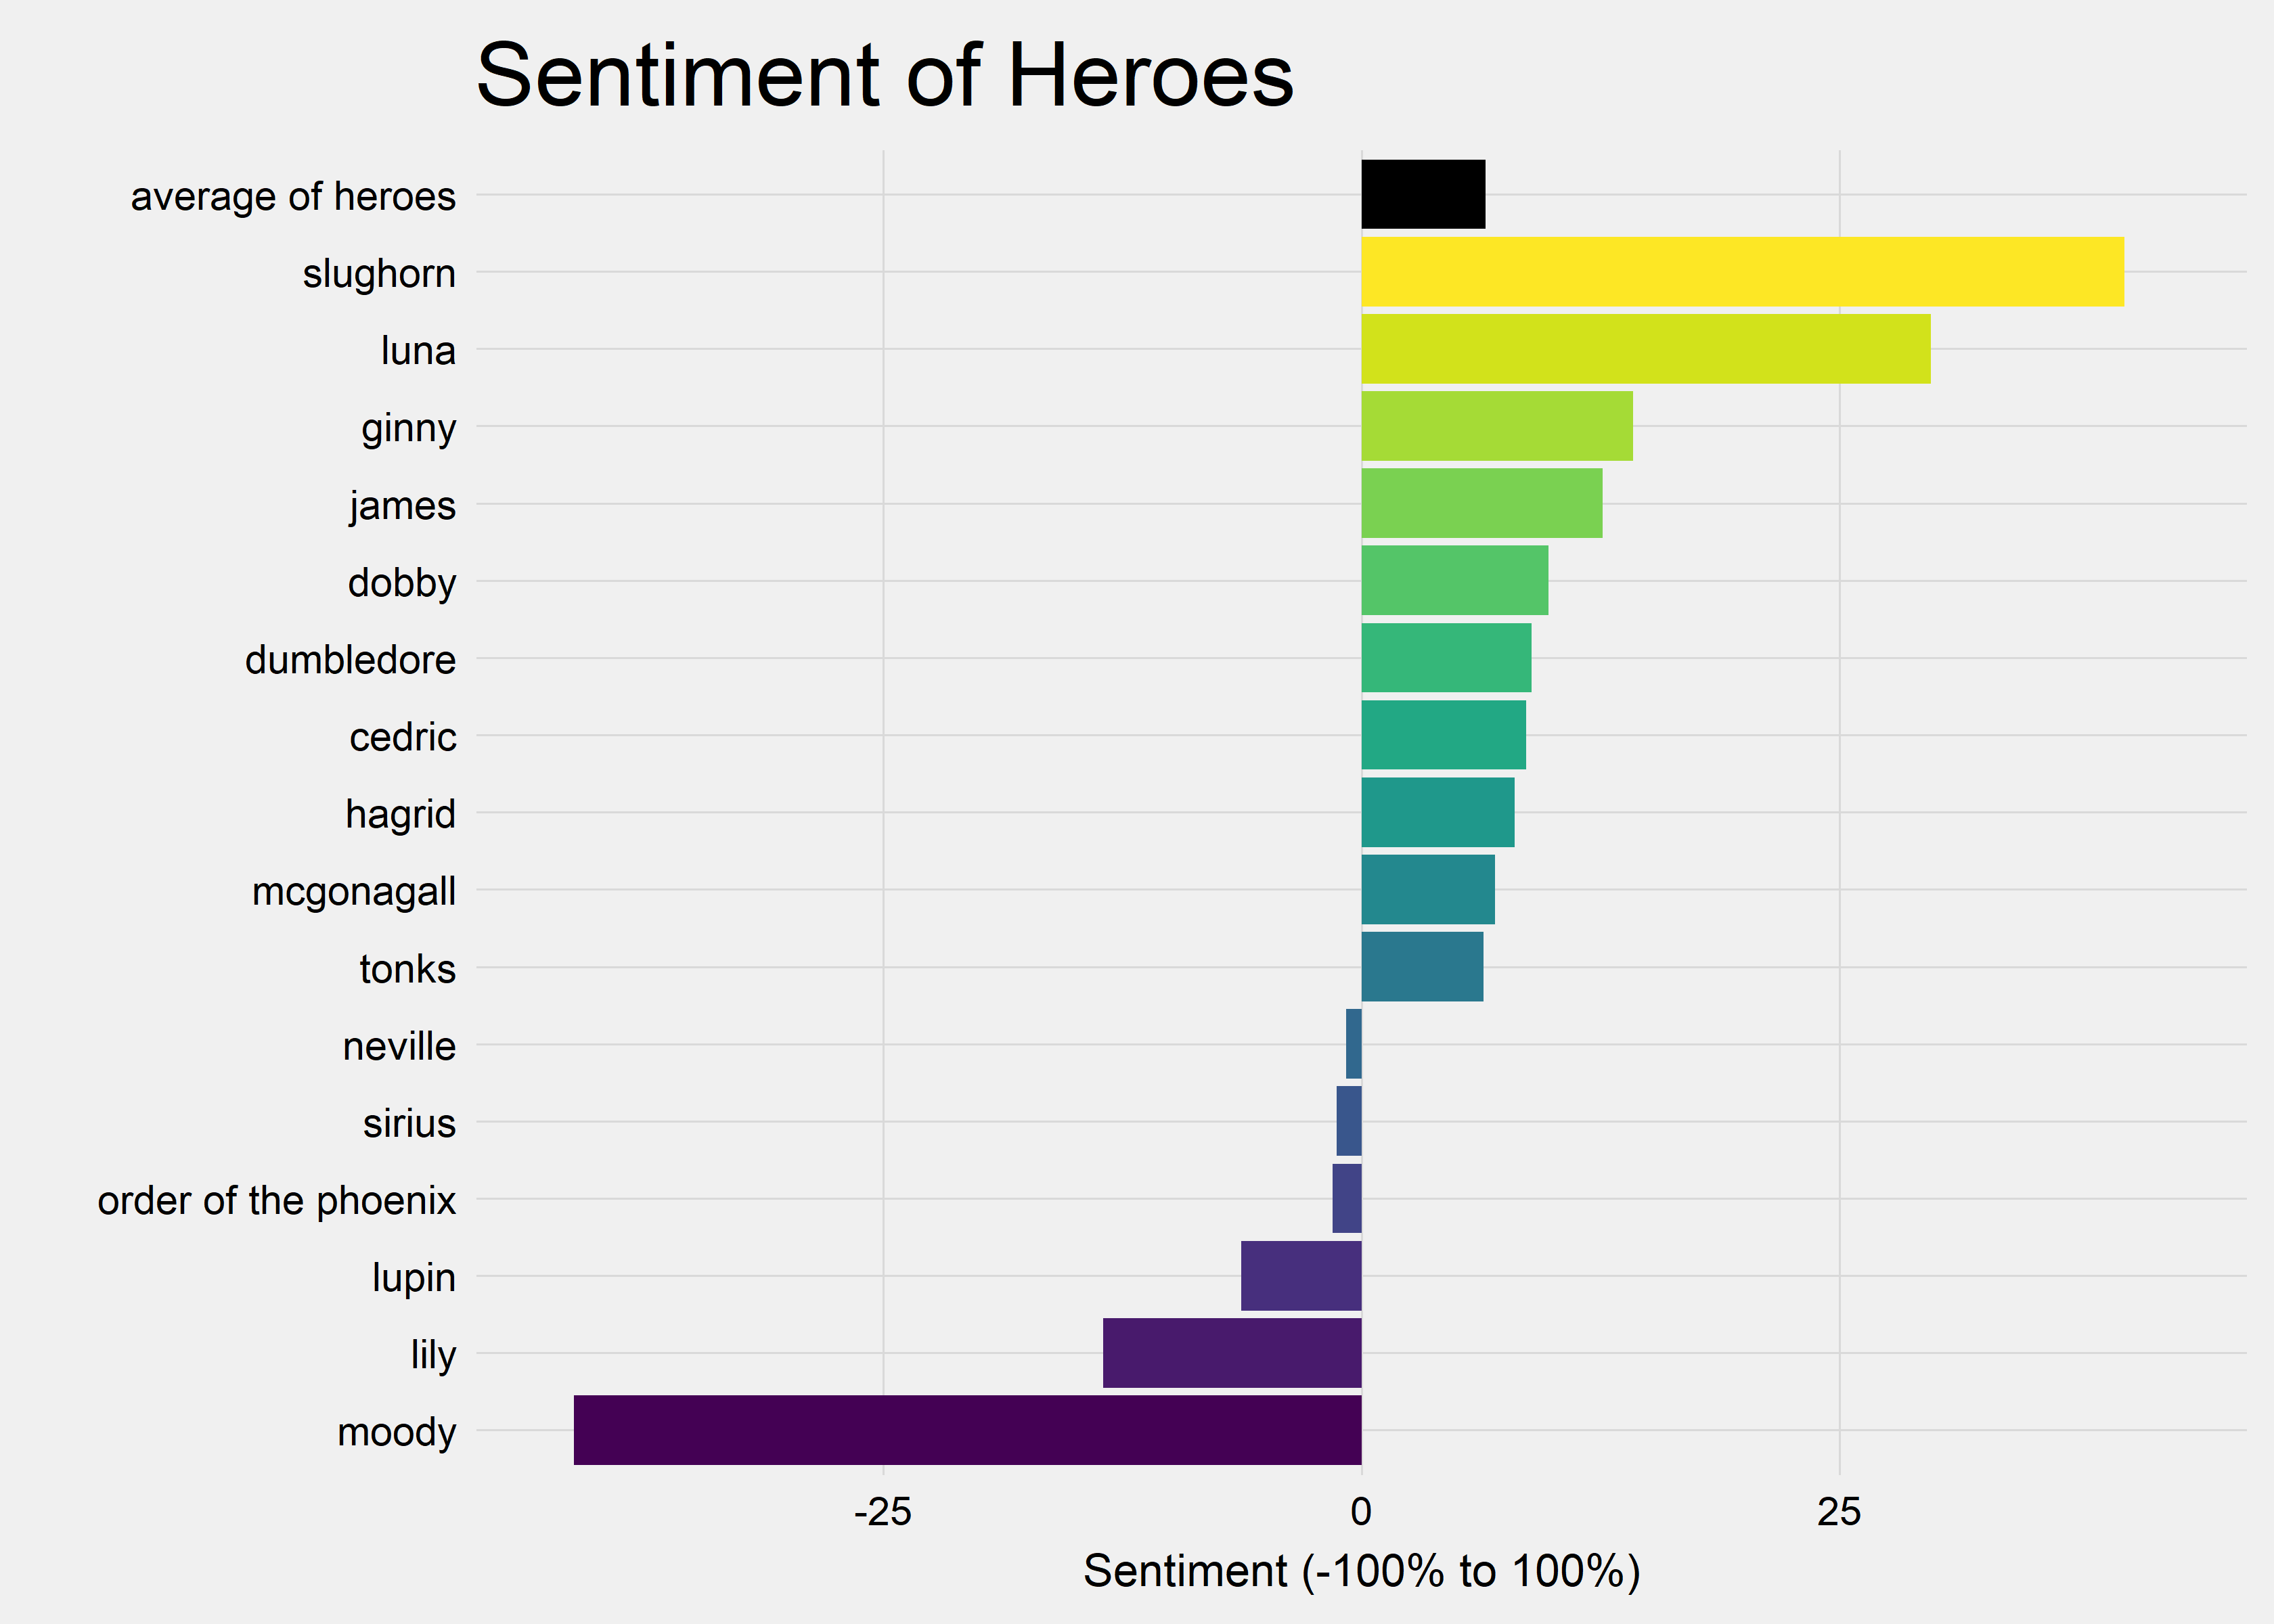 Sentiment of Heroes
average of heroes
slughorn
luna
ginny
james
dobby
dumbledore
cedric
hagrid
mcgonagall
tonks
neville
sirius
order of the phoenix
lupin
lily
moody
-25 0 25
Sentiment (-100% to 100%)